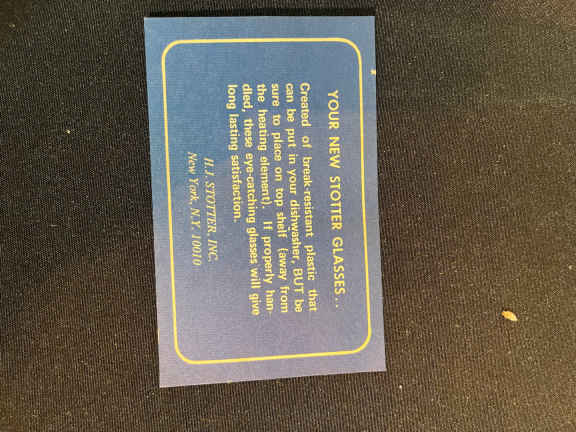 YOUR NEW STOTTER GLASSES...
Created of break-resistant plastic that
can be put in your dishwasher, BUT be
sure to place on top shelf (away from
the heating element). If properly han-
dled, these eye-catching glasses will give
long lasting satisfaction.
H.J. STOTTER, INC.
New York, N.Y. 10010